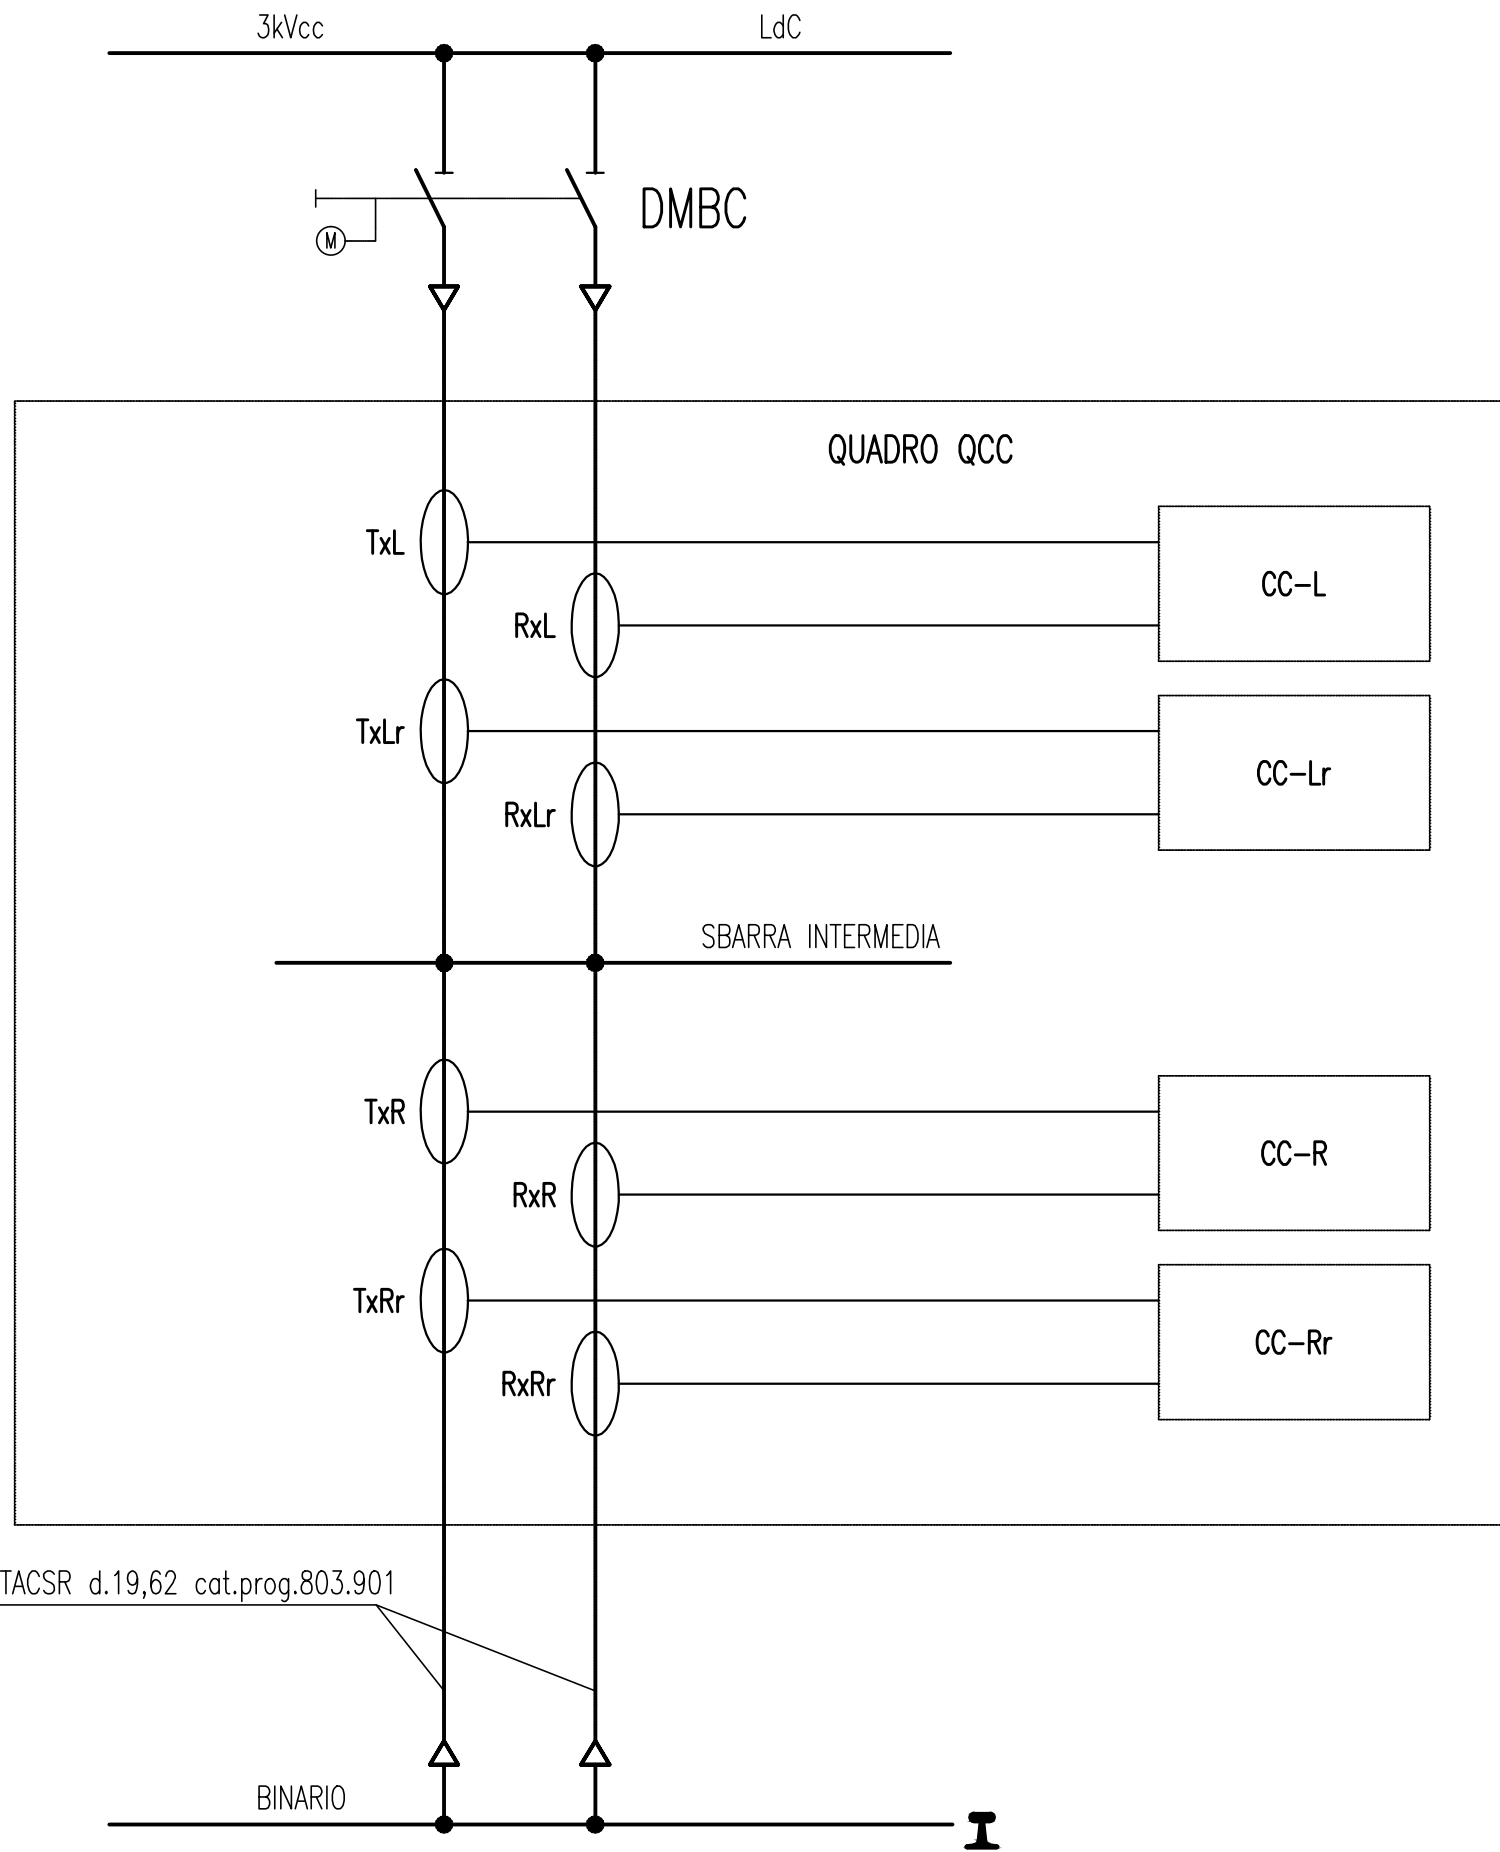 3kVcc
LdC
DMBC
M
QUADRO QCC
TxL
CC-L
RxL
TxLr
CC-Lr
RxLr
SBARRA INTERMEDIA
TxR
CC-R
RxR
TxRr
CC-Rr
RxRr
TACSR d.19,62 cat.prog.803.901
BINARIO